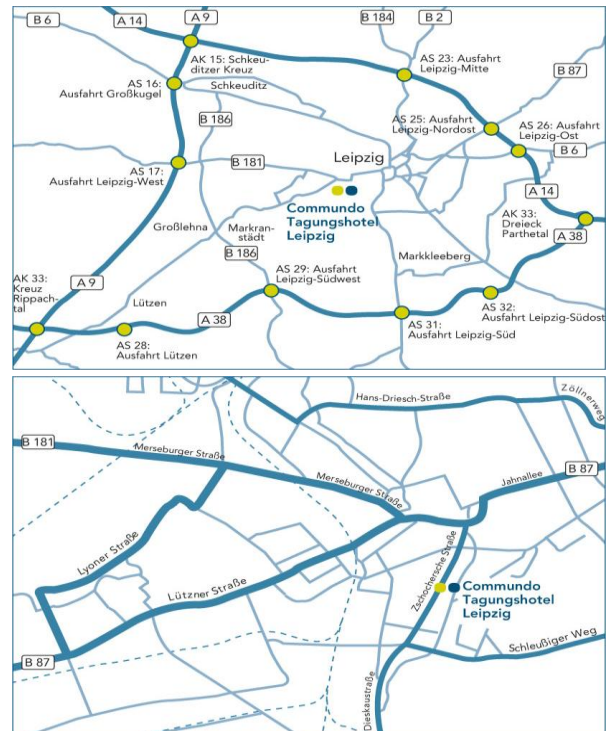 B 6
A 14
A 9
B 184
B 2
AK 15: Schkeu-
ditzer Kreuz
AS 23: Ausfahrt
Leipzig-Mitte
B 87
AS 16:
Ausfahrt Großkugel
Schkeuditz
B 186
AS 25: Ausfahrt
Leipzig-Nordost
AS 26: Ausfahrt
Leipzig-Ost
B 6
Leipzig
AS 17:
Ausfahrt Leipzig-West
B 181
A 14
Commundo
Tagungshotel
Leipzig
AK 33:
Dreieck
Parthetal
A 38
Großlehna
Markran-
städt
B 186
Markkleeberg
AK 33:
Kreuz
Rippach-
tal
A 9
AS 29: Ausfahrt
Leipzig-Südwest
Lützen
A 38
AS 32:
Ausfahrt Leipzig-Südost
AS 31:
Ausfahrt Leipzig-Süd
AS 28:
Ausfahrt Lützen
Hans-Driesch-Straße
Zöllnerweg
B 181
Merseburger Straße
Merseburger Straße
Jahnallee
B 87
Lyoner Straße
Lützner Straße
Zschochersche Straße
Commundo
Tagungshotel
Leipzig
Schleußiger Weg
B 87
Dieskaustraße